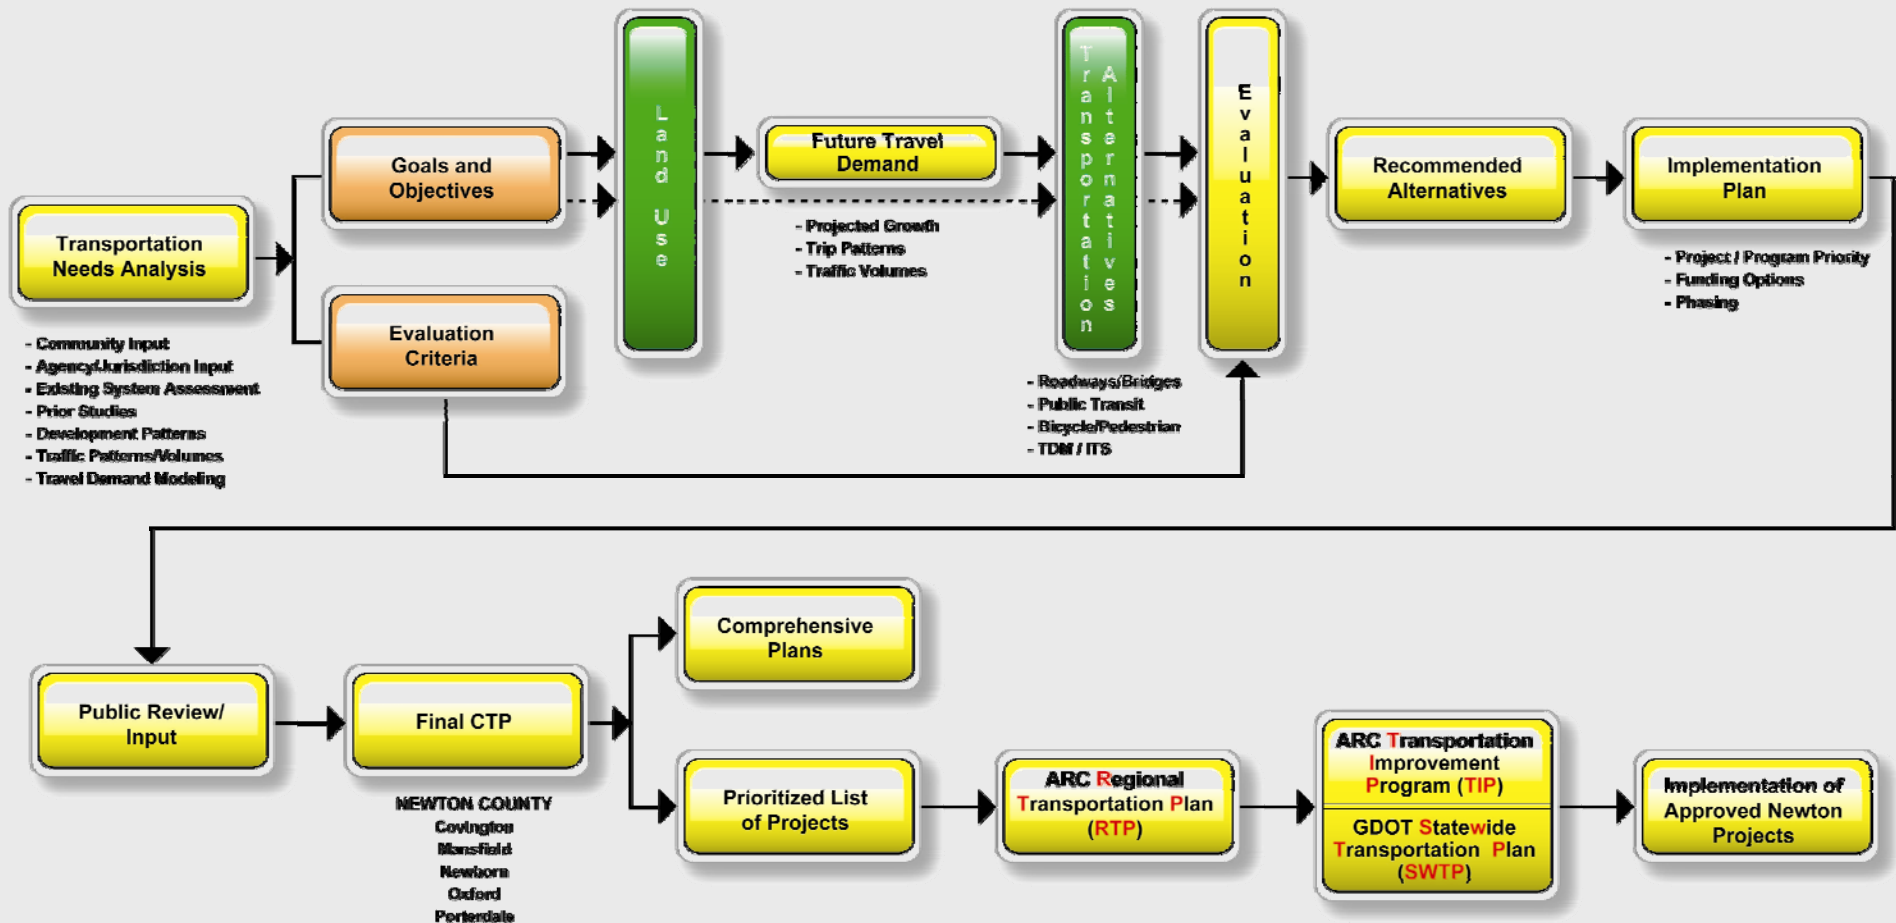 Transportation
Needs Analysis
- Community Input
- Agency/Jurisdiction Input
- Existing System Assessment
- Prior Studies
- Development Patterns
- Traffic Patterns/Volumes
- Travel Demand Modeling
Goals and
Objectives
Evaluation
Criteria
Land Use
Future Travel
Demand
- Projected Growth
- Trip Patterns
- Traffic Volumes
Transportation
Alternatives
- Roadways/Bridges
- Public Transit
- Bicycle/Pedestrian
- TDM / ITS
Evaluation
Recommended
Alternatives
Implementation
Plan
- Project / Program Priority
- Funding Options
- Phasing
Public Review/
Input
Final CTP
NEWTON COUNTY
Covington
Mansfield
Newborn
Oxford
Porterdale
Comprehensive
Plans
Prioritized List
of Projects
ARC Regional
Transportation Plan
(RTP)
ARC Transportation
Improvement
Program (TIP)
GDOT Statewide
Transportation Plan
(SWTP)
Implementation of
Approved Newton
Projects